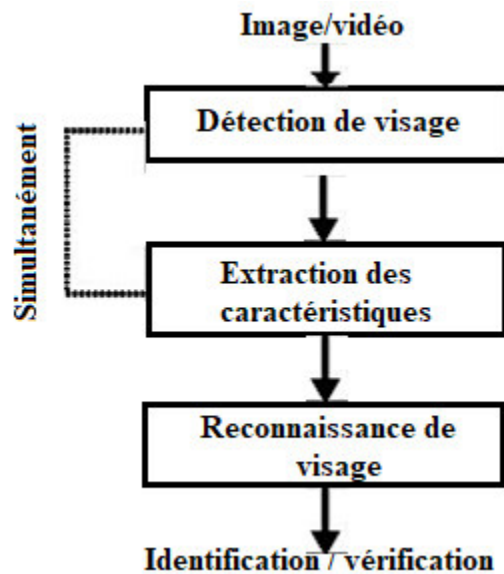 Image/vidéo
Détection de visage
Simultanément
Extraction des
caractéristiques
Reconnaissance de
visage
Identification / vérification